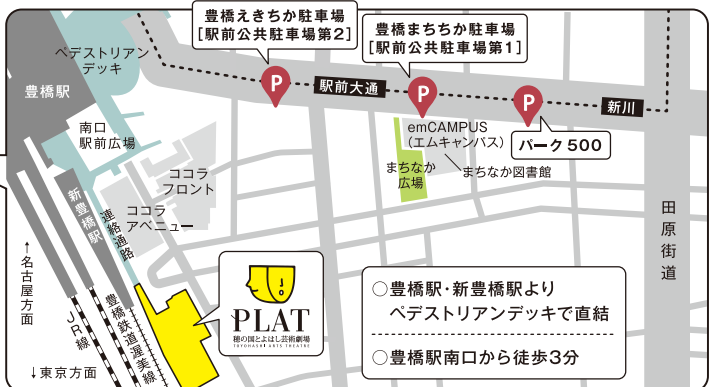 豊橋えきちか駐車場
[駅前公共駐車場第2]
豊橋まちちか駐車場
[駅前公共駐車場第1]
ペデストリアン
デッキ
P
P
P
豊橋駅
駅前大通
新川
南口
駅前広場
emCAMPUS
(エムキャンパス)
パーク500
まちなか図書館
まちなか
広場
ココラ
フロント
ココラ
アベニュー
新豊橋駅
連絡通路
田原街道
↑名古屋方面
JR線
豊橋鉄道渥美線
↓東京方面
PLAT
穂の国とよはし芸術劇場
TOYOHASHI ARTS THEATRE
○豊橋駅・新豊橋駅より
ペデストリアンデッキで直結
○豊橋駅南口から徒歩3分